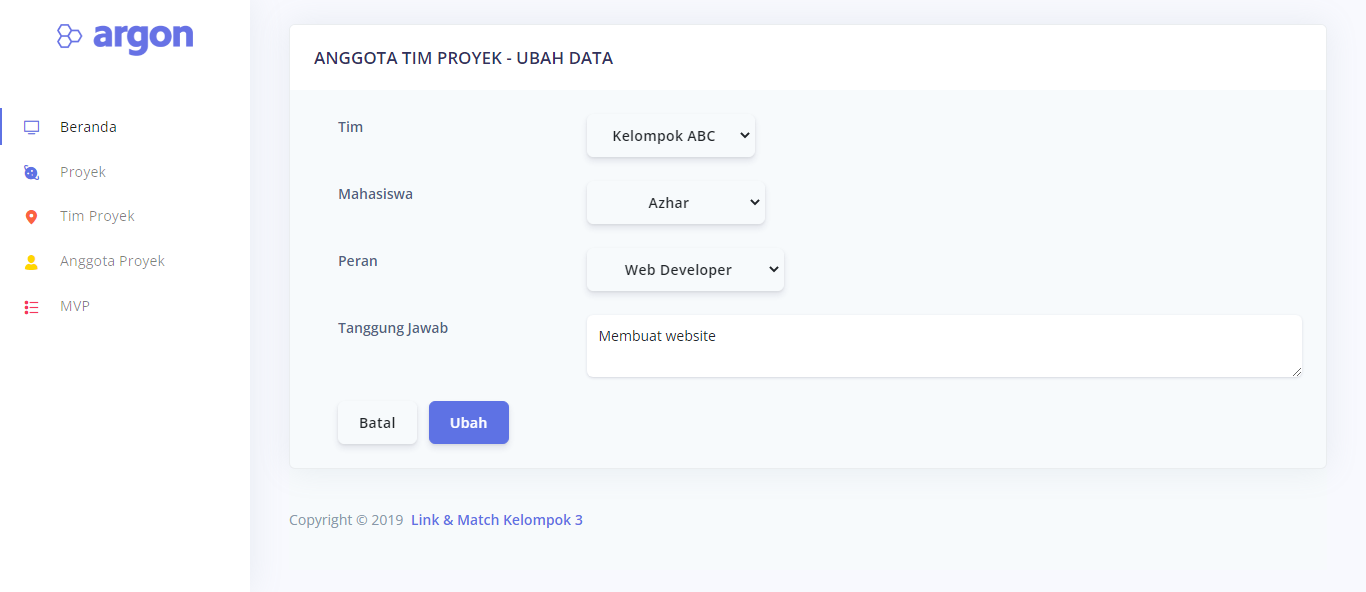 argon
Beranda
Proyek
Tim Proyek
Anggota Proyek
MVP
ANGGOTA TIM PROYEK - UBAH DATA
Tim
Kelompok ABC
Mahasiswa
Azhar
Peran
Web Developer
Tanggung Jawab
Membuat website
Batal
Ubah
Copyright © 2019 Link & Match Kelompok 3